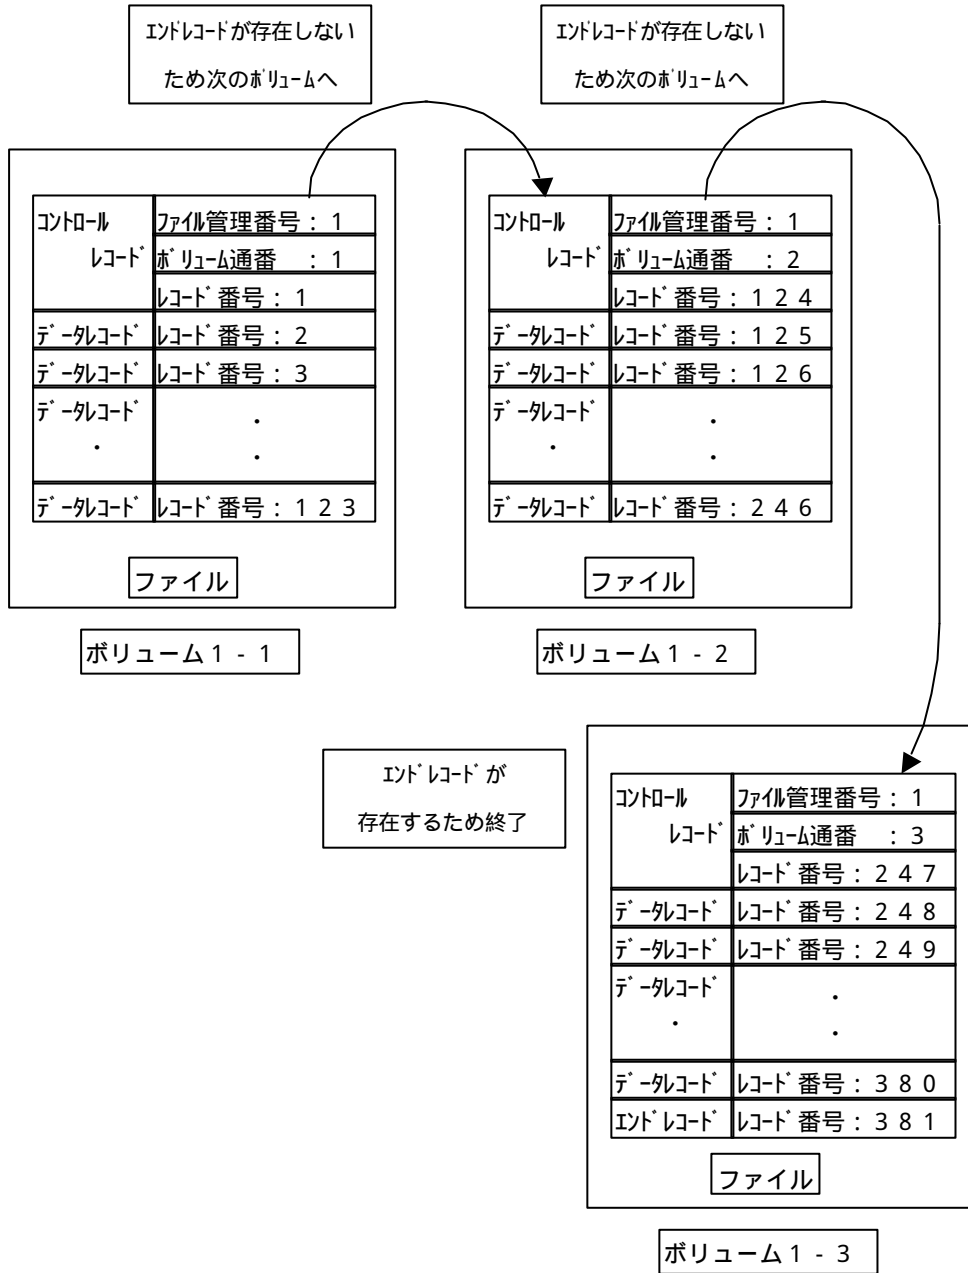 ｴﾝﾄﾞﾚｺｰﾄﾞが存在しない
ため次のﾎﾞﾘｭｰﾑへ
ｴﾝﾄﾞﾚｺｰﾄﾞが存在しない
ため次のﾎﾞﾘｭｰﾑへ
ｺﾝﾄﾛｰﾙ ﾌｧｲﾙ管理番号：１
ﾚｺｰﾄﾞ ﾎﾞﾘｭｰﾑ通番　：１
ﾚｺｰﾄﾞ番号：１
ﾃﾞｰﾀﾚｺｰﾄﾞ ﾚｺｰﾄﾞ番号：２
ﾃﾞｰﾀﾚｺｰﾄﾞ ﾚｺｰﾄﾞ番号：３
ﾃﾞｰﾀﾚｺｰﾄﾞ ・
・ ・
ﾃﾞｰﾀﾚｺｰﾄﾞ ﾚｺｰﾄﾞ番号：１２３
ファイル
ボリューム１‐１
ｺﾝﾄﾛｰﾙ ﾌｧｲﾙ管理番号：１
ﾚｺｰﾄﾞ ﾎﾞﾘｭｰﾑ通番　：２
ﾚｺｰﾄﾞ番号：１２４
ﾃﾞｰﾀﾚｺｰﾄﾞ ﾚｺｰﾄﾞ番号：１２５
ﾃﾞｰﾀﾚｺｰﾄﾞ ﾚｺｰﾄﾞ番号：１２６
ﾃﾞｰﾀﾚｺｰﾄﾞ ・
・ ・
ﾃﾞｰﾀﾚｺｰﾄﾞ ﾚｺｰﾄﾞ番号：２４６
ファイル
ボリューム１‐２
ｴﾝﾄﾞﾚｺｰﾄﾞが
存在するため終了
ｺﾝﾄﾛｰﾙ ﾌｧｲﾙ管理番号：１
ﾚｺｰﾄﾞ ﾎﾞﾘｭｰﾑ通番　：３
ﾚｺｰﾄﾞ番号：２４７
ﾃﾞｰﾀﾚｺｰﾄﾞ ﾚｺｰﾄﾞ番号：２４８
ﾃﾞｰﾀﾚｺｰﾄﾞ ﾚｺｰﾄﾞ番号：２４９
ﾃﾞｰﾀﾚｺｰﾄﾞ ・
・ ・
ﾃﾞｰﾀﾚｺｰﾄﾞ ﾚｺｰﾄﾞ番号：３８０
ｴﾝﾄﾞﾚｺｰﾄﾞ ﾚｺｰﾄﾞ番号：３８１
ファイル
ボリューム１‐３